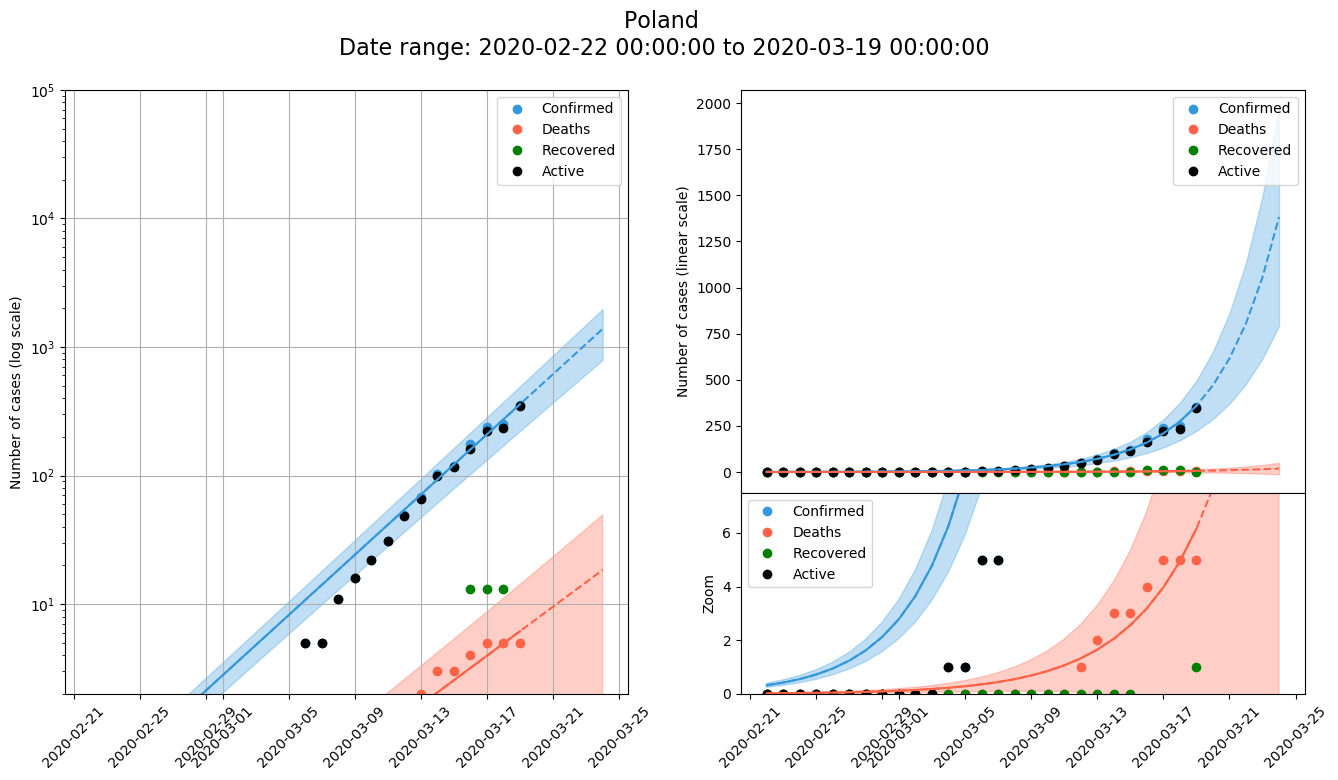 Poland
Date range: 2020-02-22 00:00:00 to 2020-03-19 00:00:00
Number of cases (log scale)
10^5
10^4
10^3
10^2
10^1
Confirmed
Deaths
Recovered
Active
2020-02-21
2020-02-25
2020-02-29
2020-03-01
2020-03-05
2020-03-09
2020-03-13
2020-03-17
2020-03-21
2020-03-25
Number of cases (linear scale)
2000
1750
1500
1250
1000
750
500
250
0
Confirmed
Deaths
Recovered
Active
Zoom
6
4
2
0
Confirmed
Deaths
Recovered
Active
2020-02-21
2020-02-25
2020-02-29
2020-03-01
2020-03-05
2020-03-09
2020-03-13
2020-03-17
2020-03-21
2020-03-25